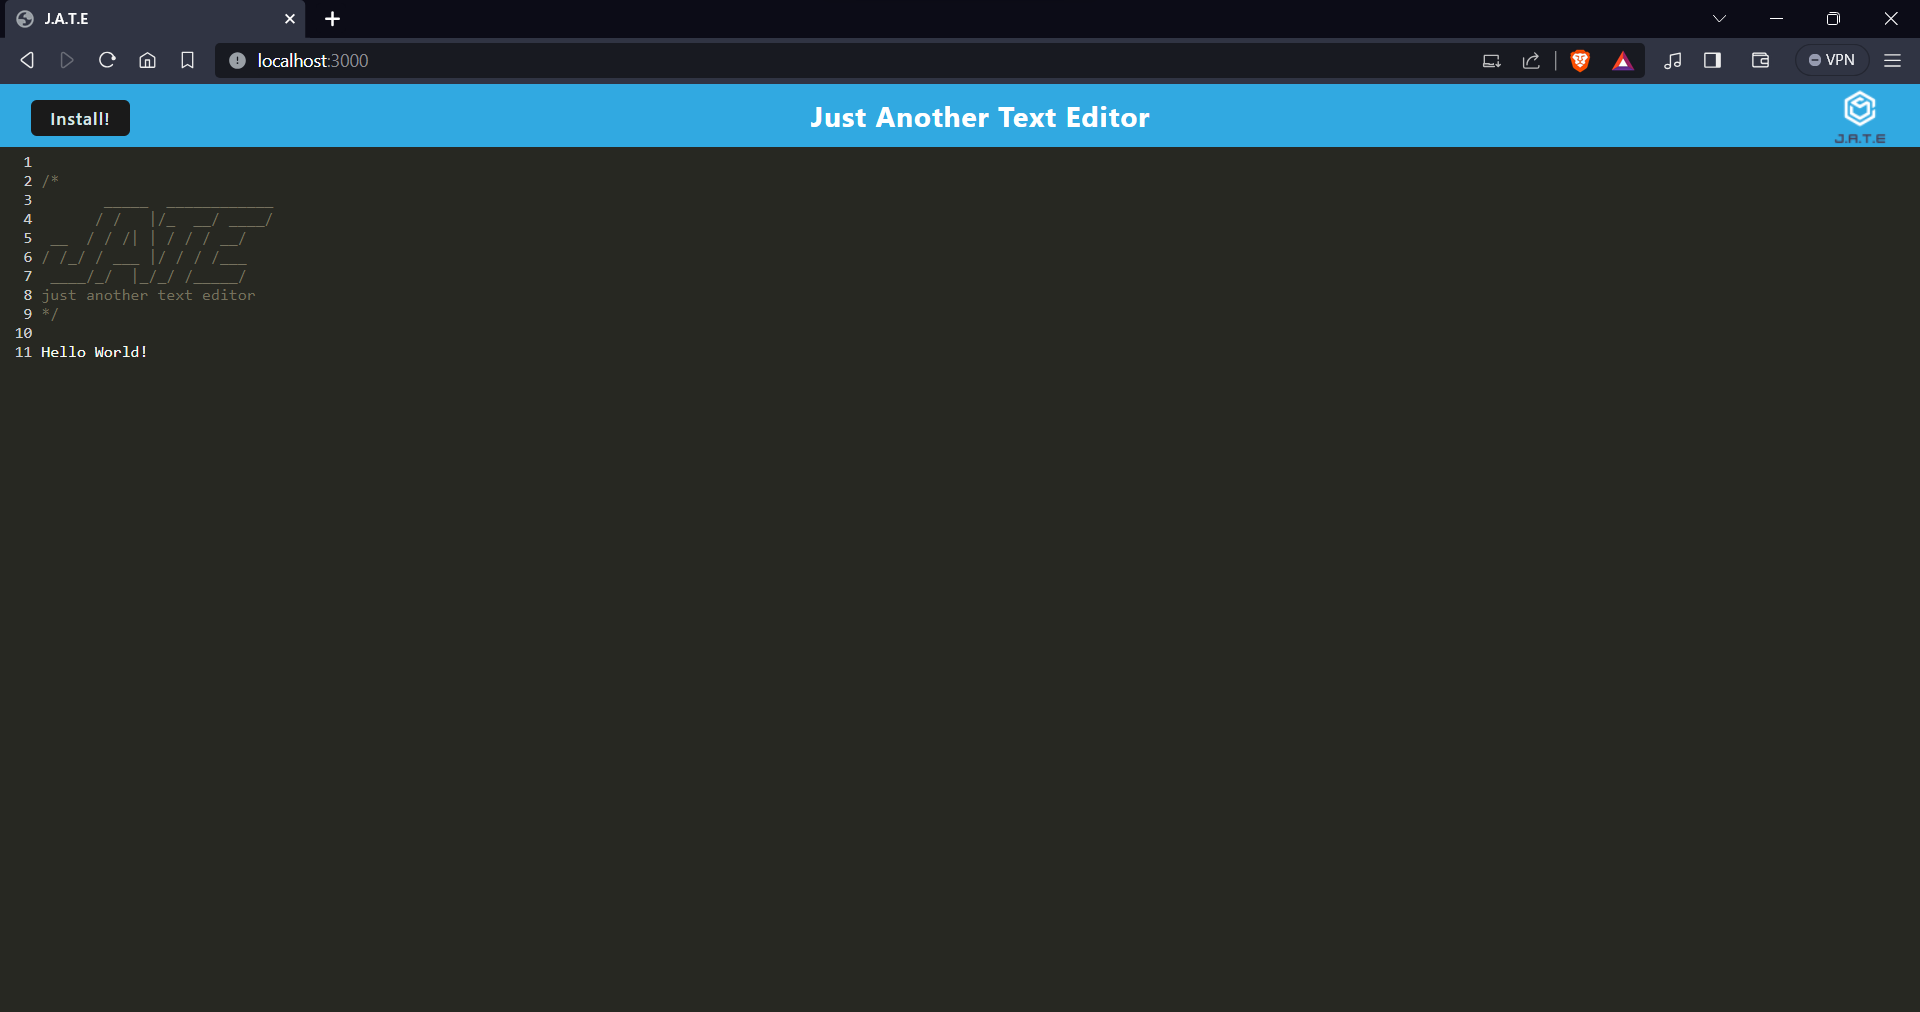 J.A.T.E
localhost:3000
VPN
Install!
Just Another Text Editor
J.A.T.E
1
2 /*
3       _____  ____________
4      / /   |/_  __/ ____/
5 __  / / /| | / / / __/
6 / /_/ / ___ |/ / / /___
7 ____/_/  |_/_/ /_____/
8 just another text editor
9 */
10
11 Hello World!